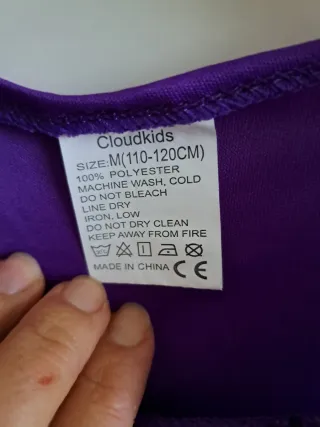 Cloudkids
SIZE:M(110-120CM)
100% POLYESTER
MACHINE WASH, COLD
DO NOT BLEACH
LINE DRY
IRON, LOW
DO NOT DRY CLEAN
KEEP AWAY FROM FIRE
MADE IN CHINA CE